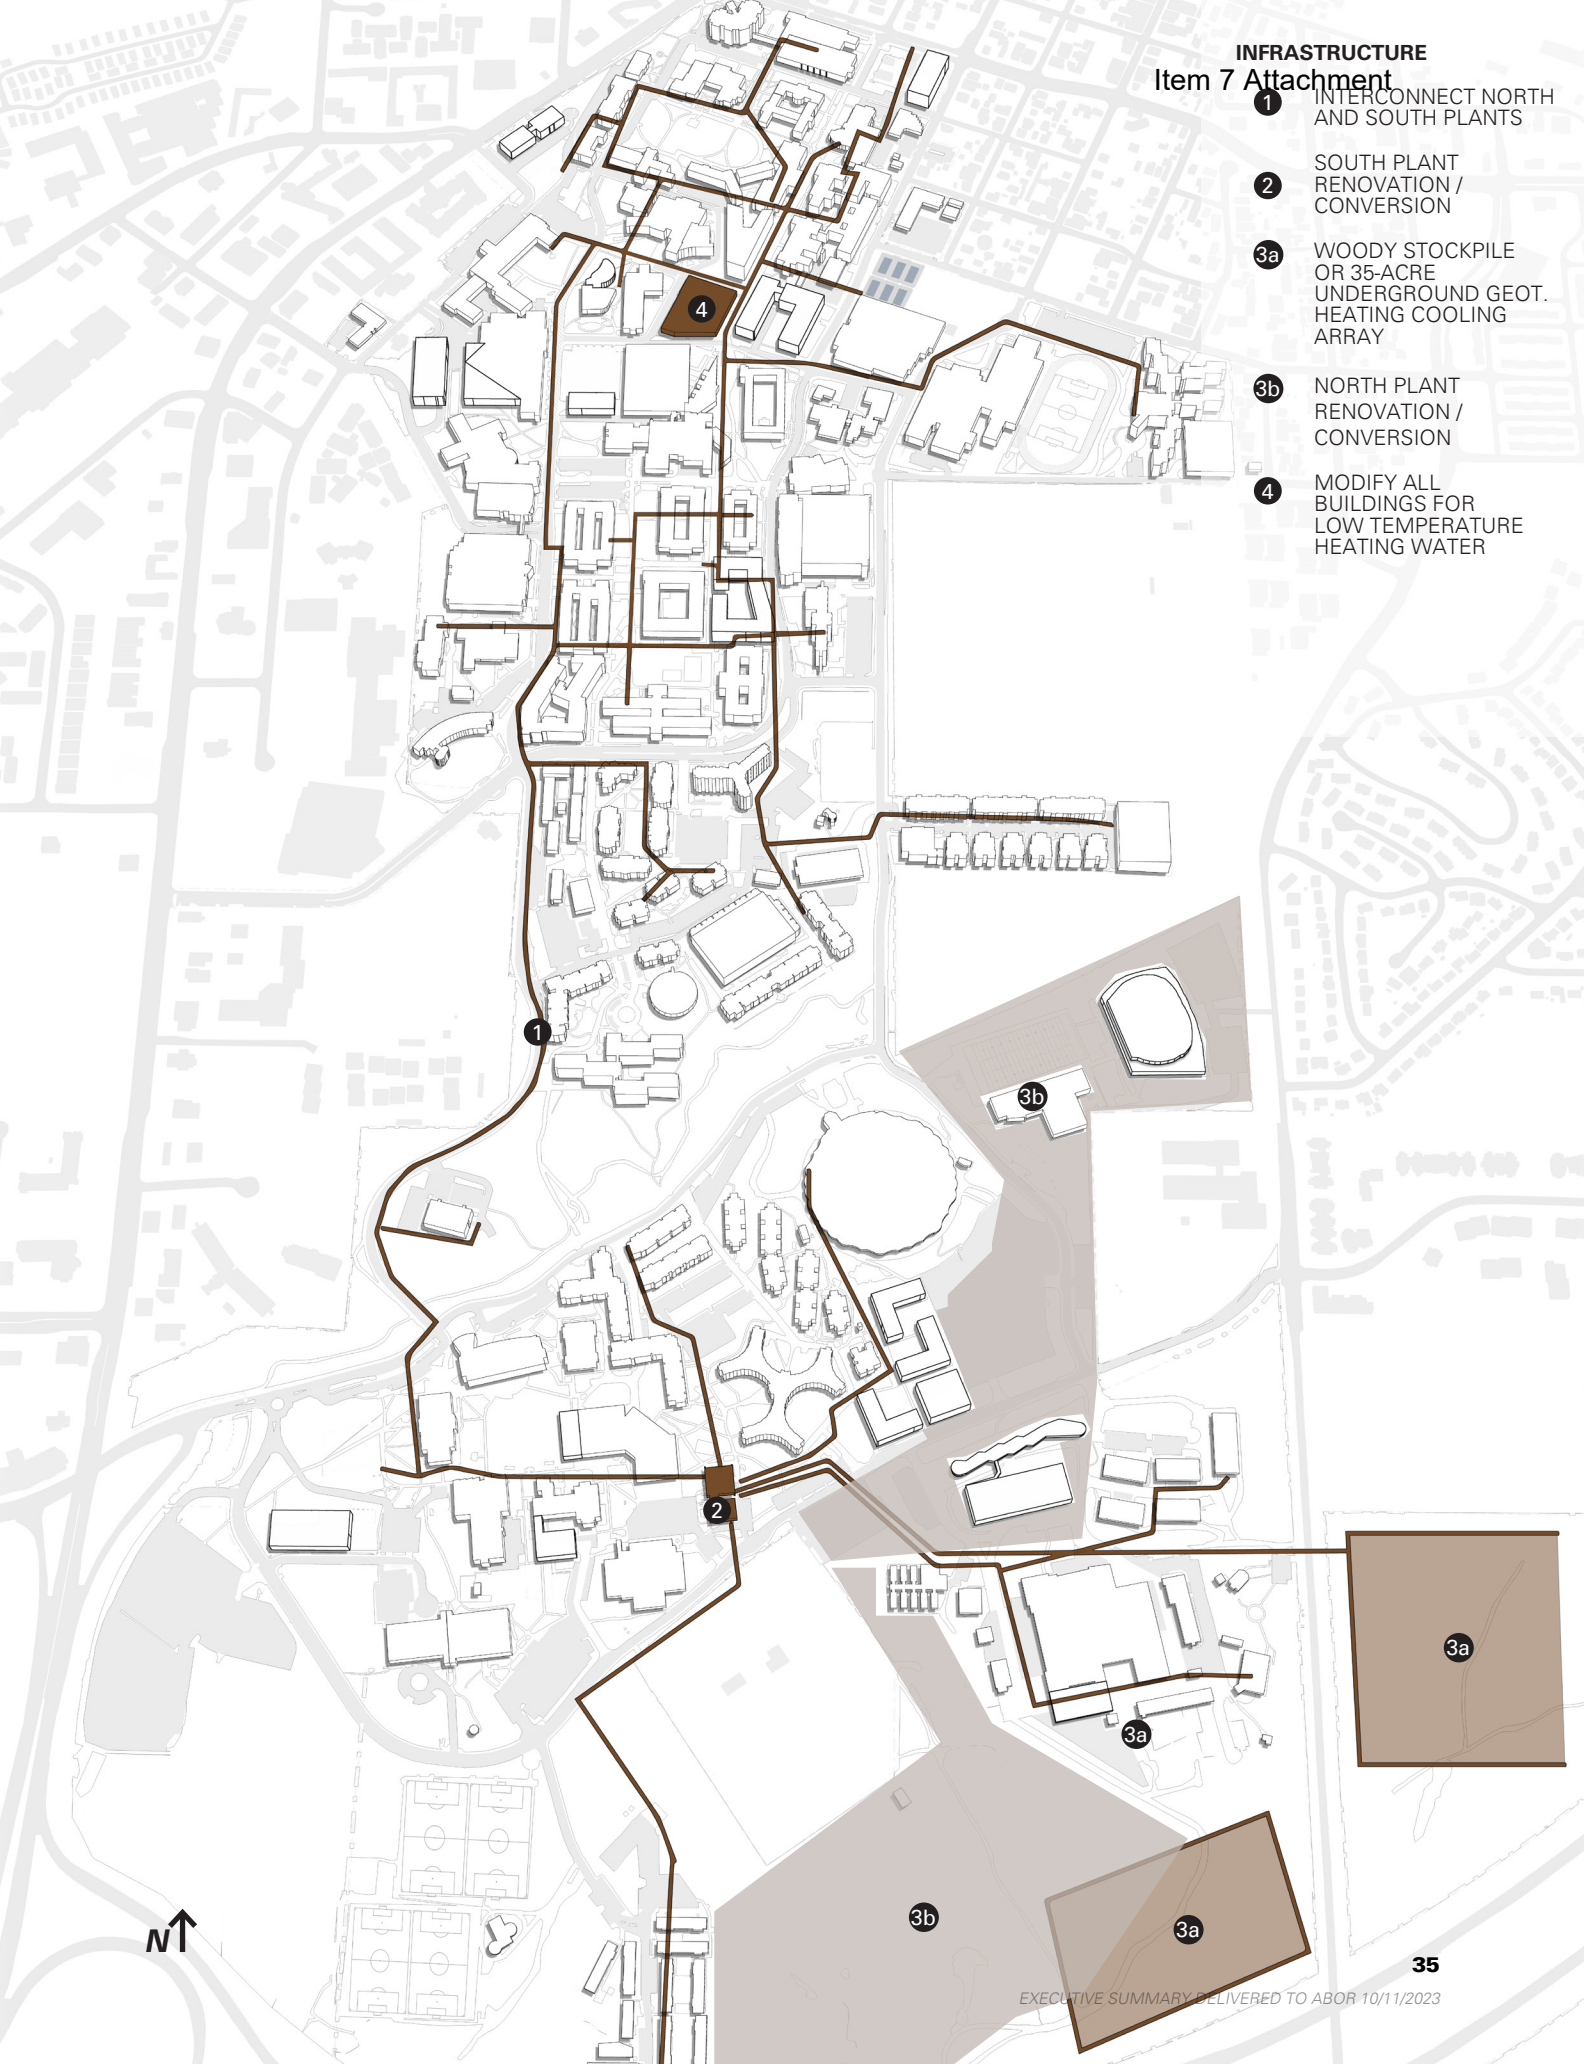 INFRASTRUCTURE
Item 7 Attachment
1 INTERCONNECT NORTH
AND SOUTH PLANTS
SOUTH PLANT
2 RENOVATION /
CONVERSION
3a WOODY STOCKPILE
OR 35-ACRE
UNDERGROUND GEOT.
HEATING COOLING
ARRAY
3b NORTH PLANT
RENOVATION /
CONVERSION
4 MODIFY ALL
BUILDINGS FOR
LOW TEMPERATURE
HEATING WATER
4
1
3b
2
3a
3a
3b
3a
N
35
EXECUTIVE SUMMARY DELIVERED TO ABOR 10/11/2023